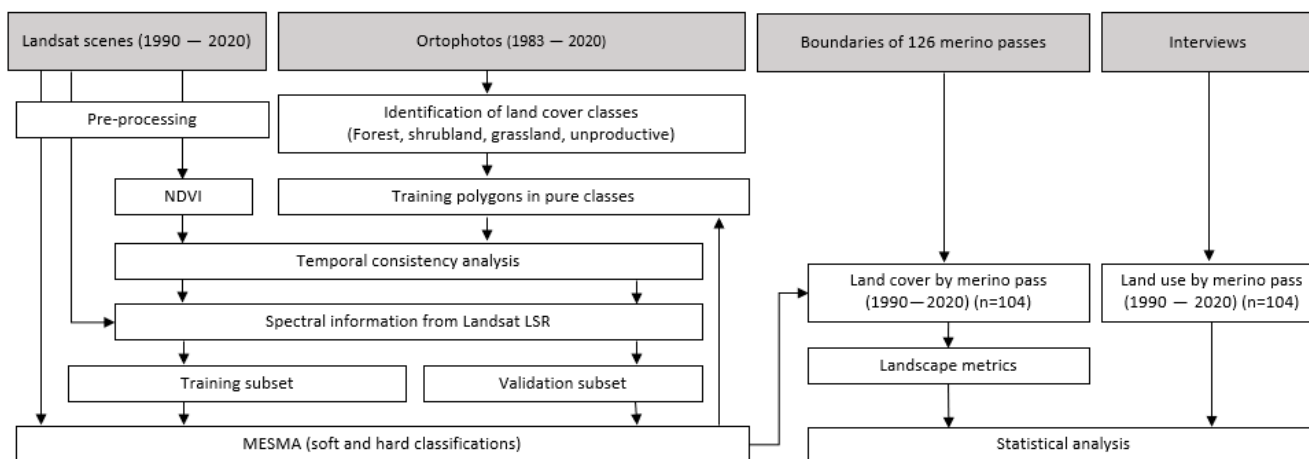 Landsat scenes (1990 — 2020)
Ortophotos (1983 — 2020)
Boundaries of 126 merino passes
Interviews
Pre-processing
Identification of land cover classes
(Forest, shrubland, grassland, unproductive)
NDVI
Training polygons in pure classes
Temporal consistency analysis
Land cover by merino pass
(1990—2020) (n=104)
Land use by merino pass
(1990 — 2020) (n=104)
Spectral information from Landsat LSR
Landscape metrics
Training subset
Validation subset
MESMA (soft and hard classifications)
Statistical analysis